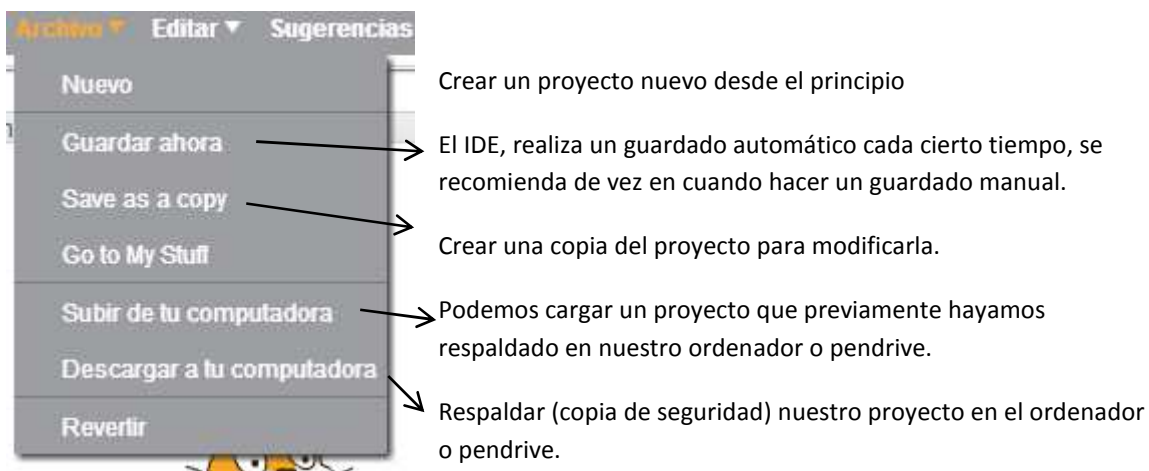 Archivo Editar Sugerencias
Nuevo
Crear un proyecto nuevo desde el principio
Guardar ahora
El IDE, realiza un guardado automático cada cierto tiempo, se
recomienda de vez en cuando hacer un guardado manual.
Save as a copy
Crear una copia del proyecto para modificarla.
Go to My Stuff
Subir de tu computadora
Podemos cargar un proyecto que previamente hayamos
respaldado en nuestro ordenador o pendrive.
Descargar a tu computadora
Respaldar (copia de seguridad) nuestro proyecto en el ordenador
o pendrive.
Revertir